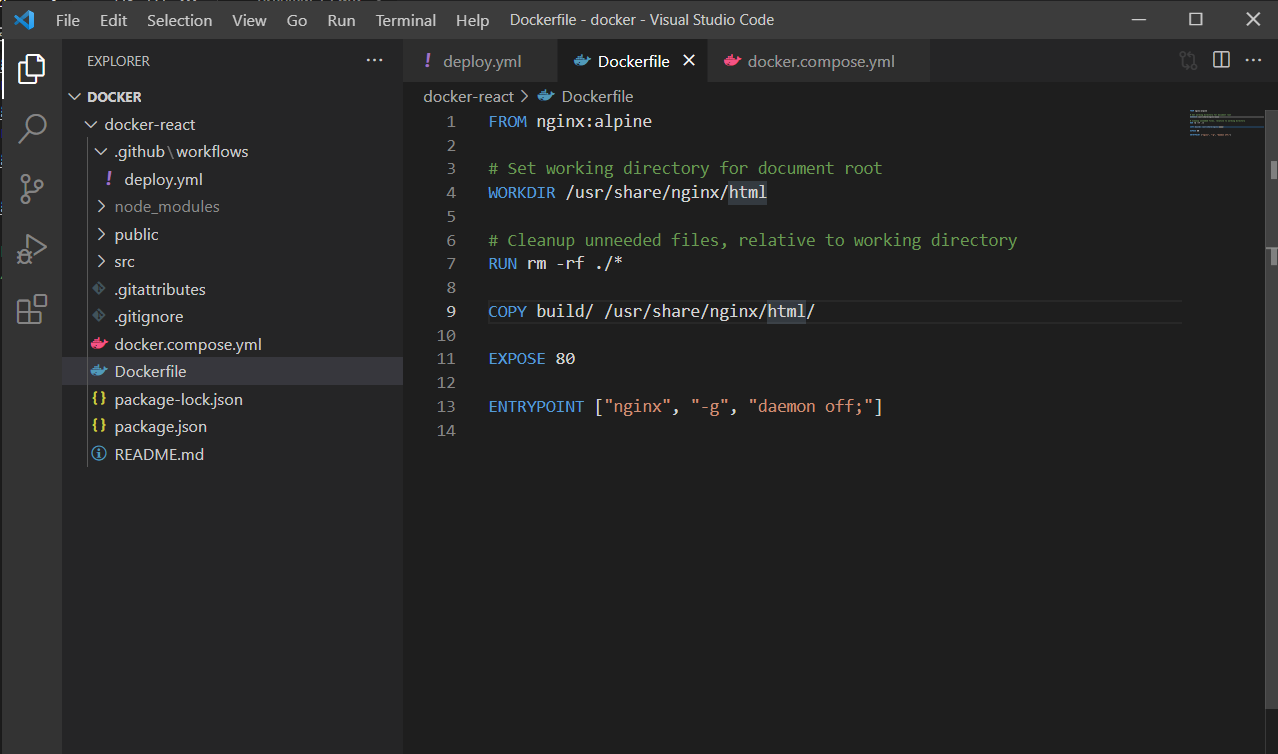 File Edit Selection View Go Run Terminal Help Dockerfile - docker - Visual Studio Code
EXPLORER
DOCKER
docker-react
.github\workflows
! deploy.yml
node_modules
public
src
.gitattributes
.gitignore
docker.compose.yml
Dockerfile
{} package-lock.json
{} package.json
README.md
! deploy.yml Dockerfile docker.compose.yml
docker-react > Dockerfile
1 FROM nginx:alpine
2
3 # Set working directory for document root
4 WORKDIR /usr/share/nginx/html
5
6 # Cleanup unneeded files, relative to working directory
7 RUN rm -rf ./*
8
9 COPY build/ /usr/share/nginx/html/
10
11 EXPOSE 80
12
13 ENTRYPOINT ["nginx", "-g", "daemon off;"]
14